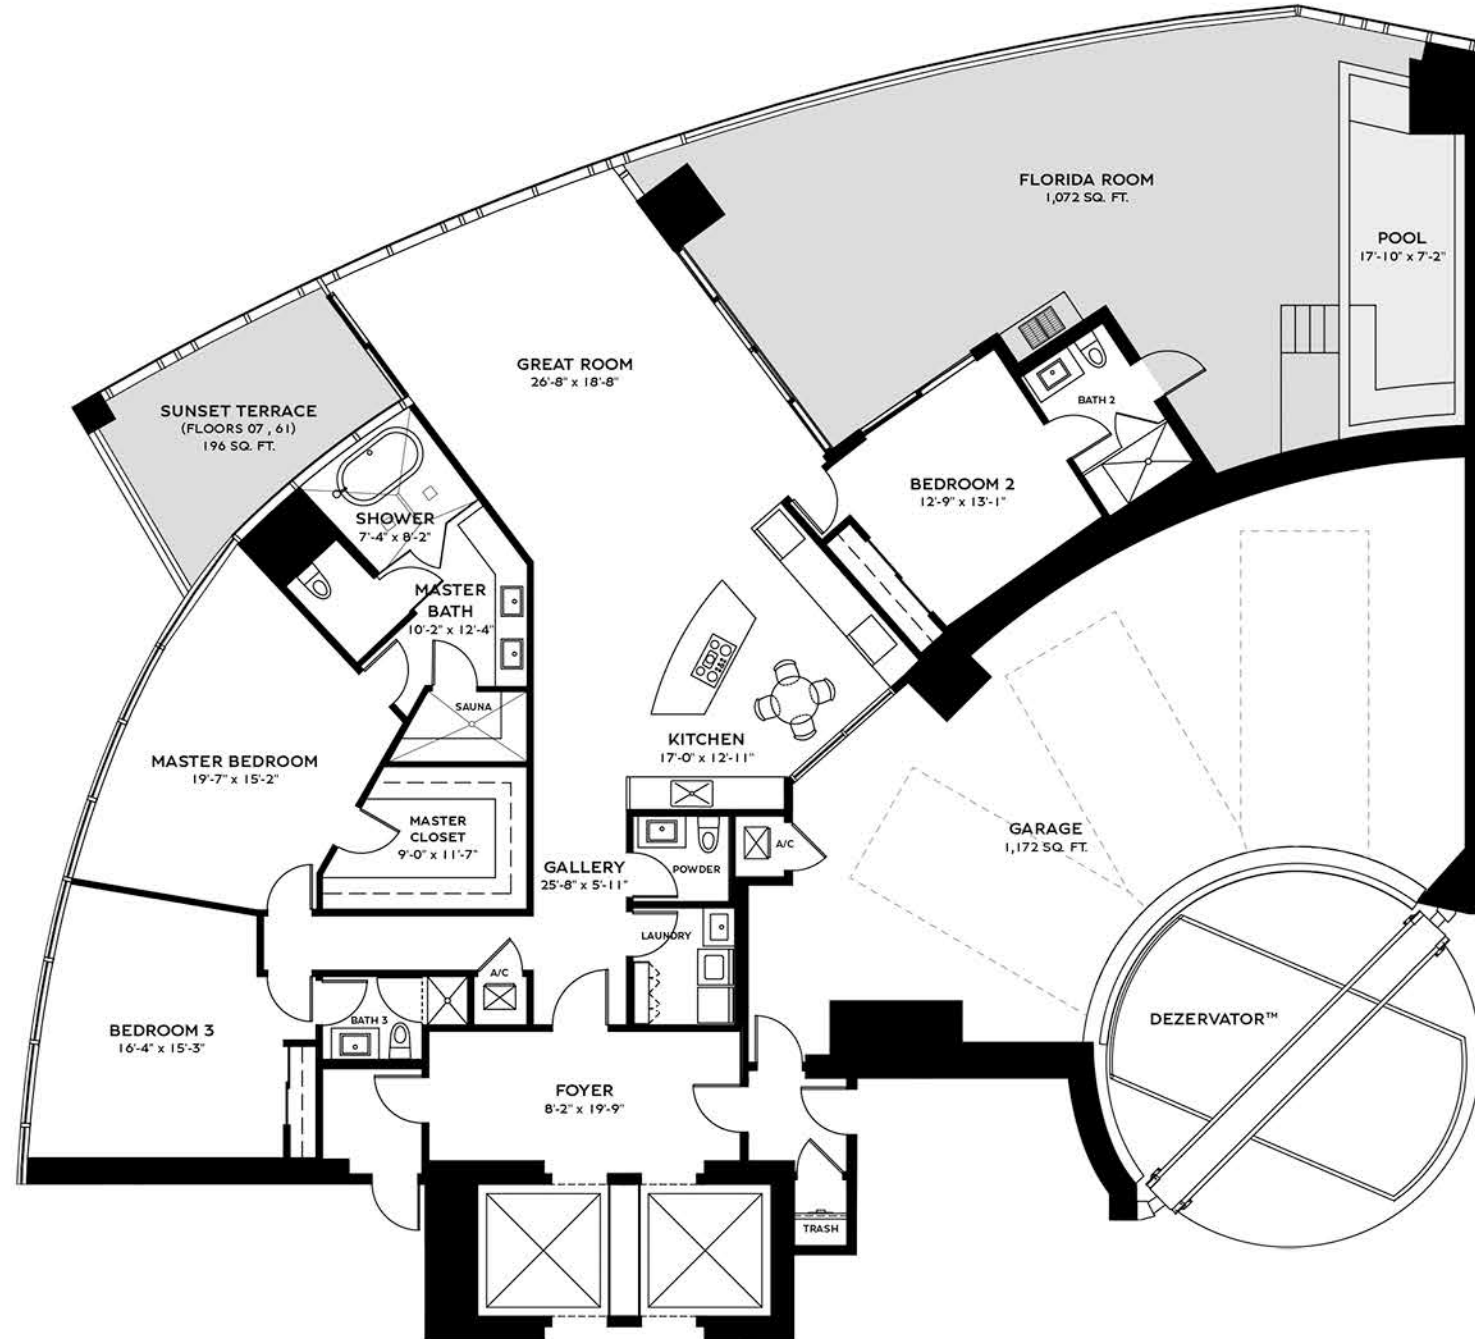 FLORIDA ROOM
1,072 SQ. FT.
POOL
17'-10" x 7'-2"
GREAT ROOM
26'-8" x 18'-8"
SUNSET TERRACE
(FLOORS 07 , 61)
196 SQ. FT.
BATH 2
BEDROOM 2
12'-9" x 13'-1"
SHOWER
7'-4" x 8'-2"
MASTER
BATH
10'-2" x 12'-4"
SAUNA
KITCHEN
17'-0" x 12'-11"
MASTER BEDROOM
19'-7" x 15'-2"
MASTER
CLOSET
9'-0" x 11'-7"
GARAGE
1,172 SQ. FT.
A/C
GALLERY
25'-8" x 5'-11"
POWDER
LAUNDRY
A/C
BATH 3
BEDROOM 3
16'-4" x 15'-3"
DEZERVATOR™
FOYER
8'-2" x 19'-9"
TRASH